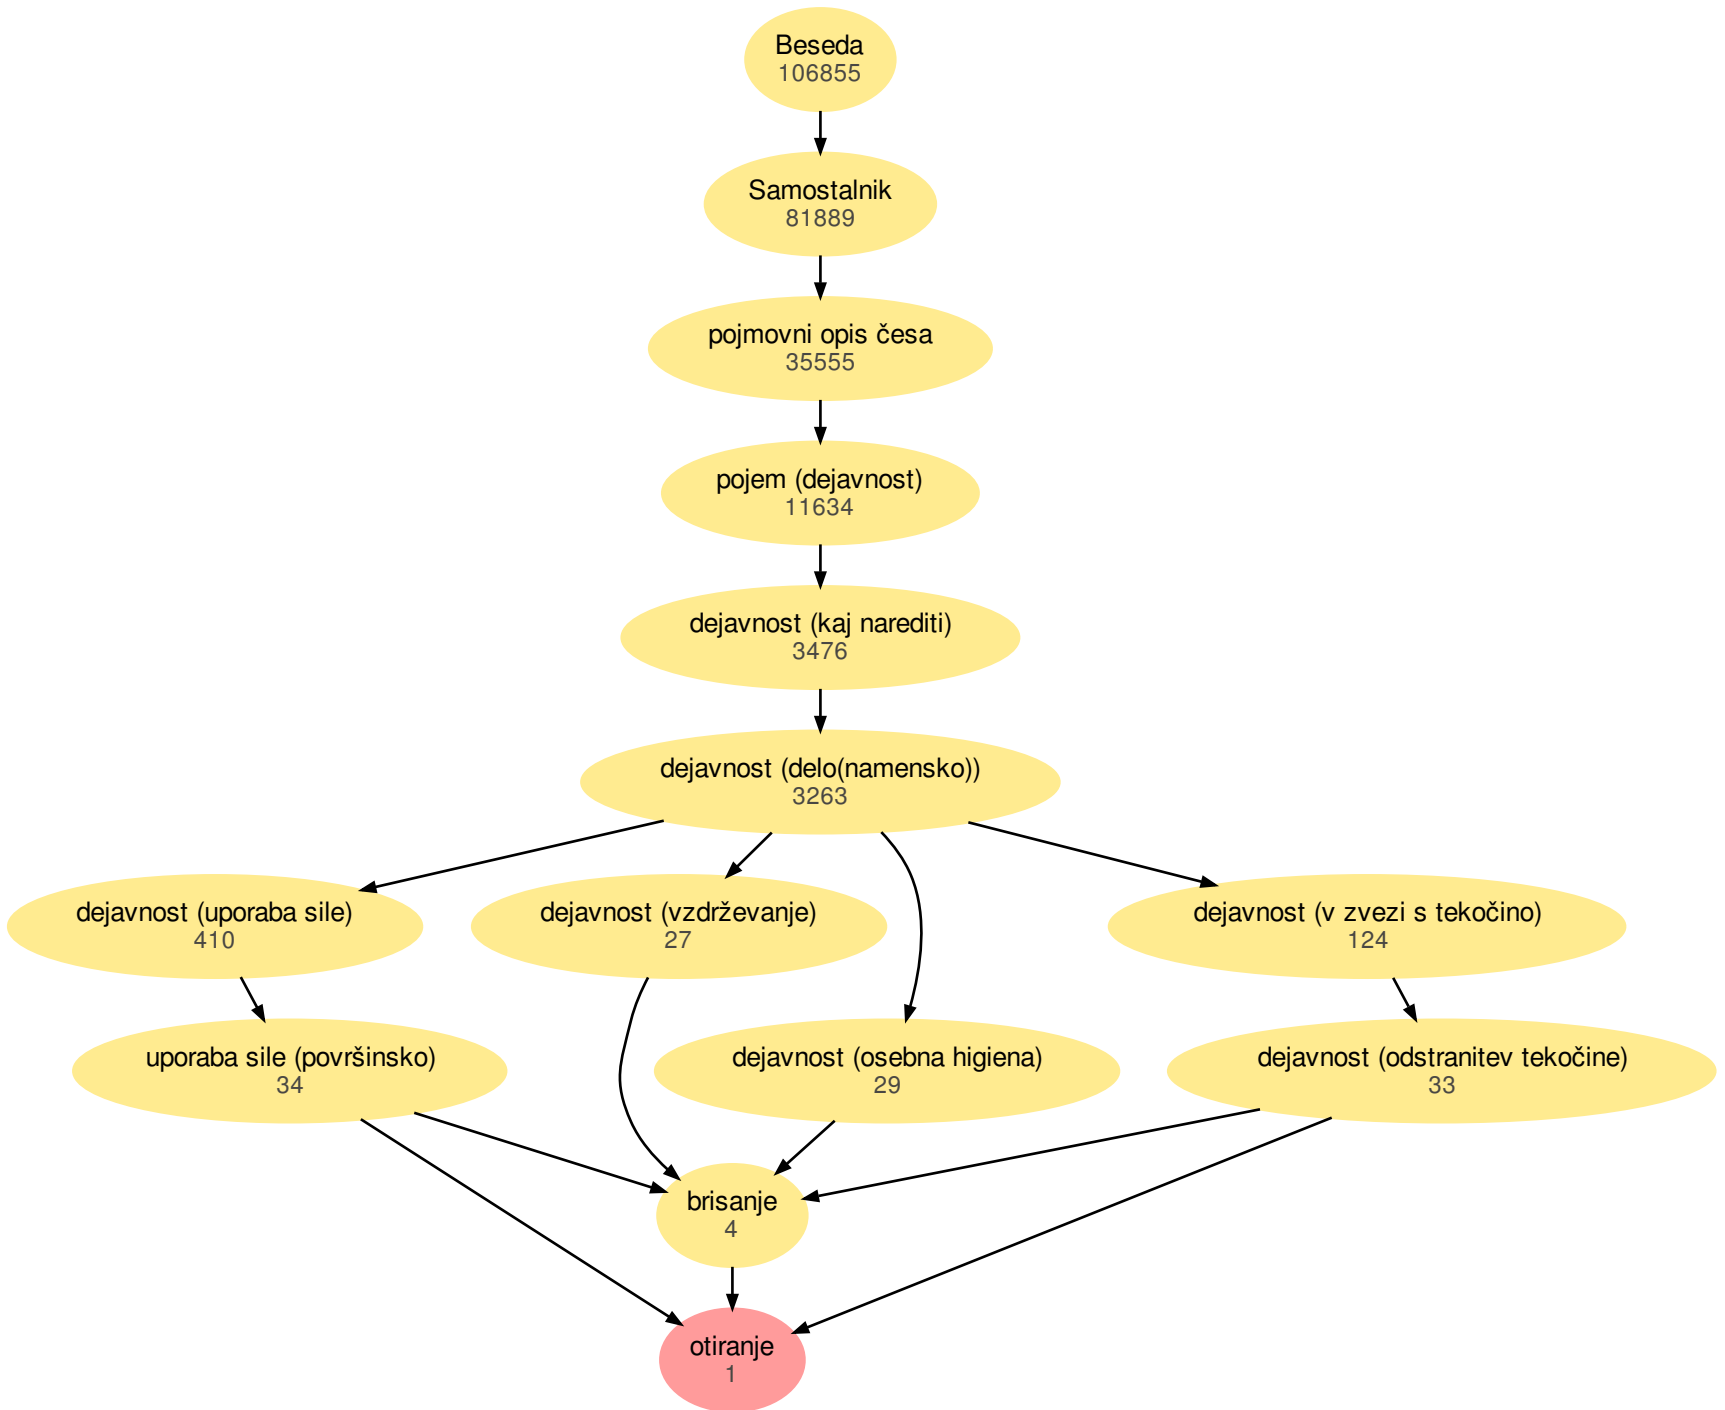 Beseda
106855
Samostalnik
81889
pojmovni opis česa
35555
pojem (dejavnost)
11634
dejavnost (kaj narediti)
3476
dejavnost (delo(namensko))
3263
dejavnost (uporaba sile)
410
dejavnost (vzdrževanje)
27
dejavnost (v zvezi s tekočino)
124
uporaba sile (površinsko)
34
dejavnost (osebna higiena)
29
dejavnost (odstranitev tekočine)
33
brisanje
4
otiranje
1